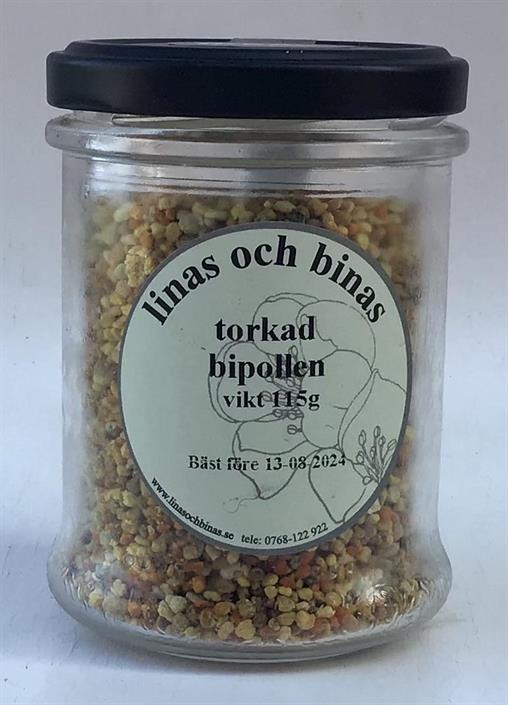 linas och binas
torkad
bipollen
vikt 115g
Bäst före 13-08-2024
www.linasochbinas.se tele: 0768-122 922